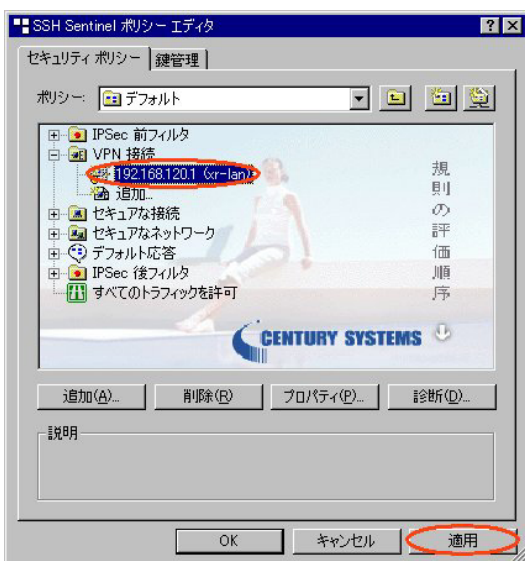 SSH Sentinel ポリシー エディタ
セキュリティ ポリシー
鍵管理
ポリシー:
デフォルト
IPSec 前フィルタ
VPN 接続
192.168.120.1 (xr-lan)
追加...
セキュアな接続
セキュアなネットワーク
デフォルト応答
IPSec 後フィルタ
すべてのトラフィックを許可
規則の評価順序
CENTURY SYSTEMS
追加(A)...
削除(R)
プロパティ(P)...
診断(D)...
説明
OK
キャンセル
適用